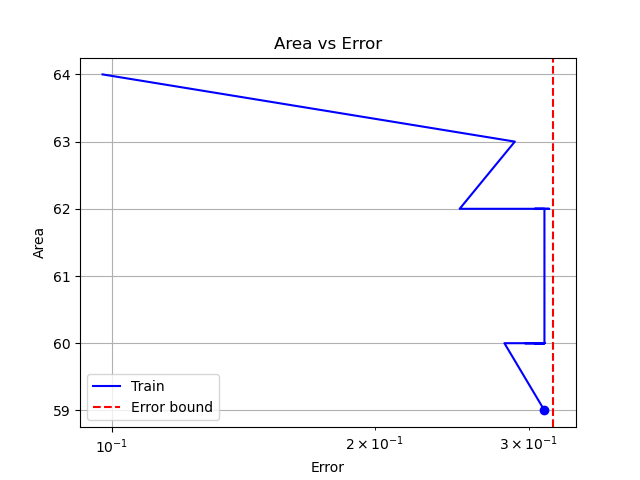 Area vs Error
64
63
62
61
60
59
Area
Train
Error bound
10⁻¹
2 × 10⁻¹
3 × 10⁻¹
Error